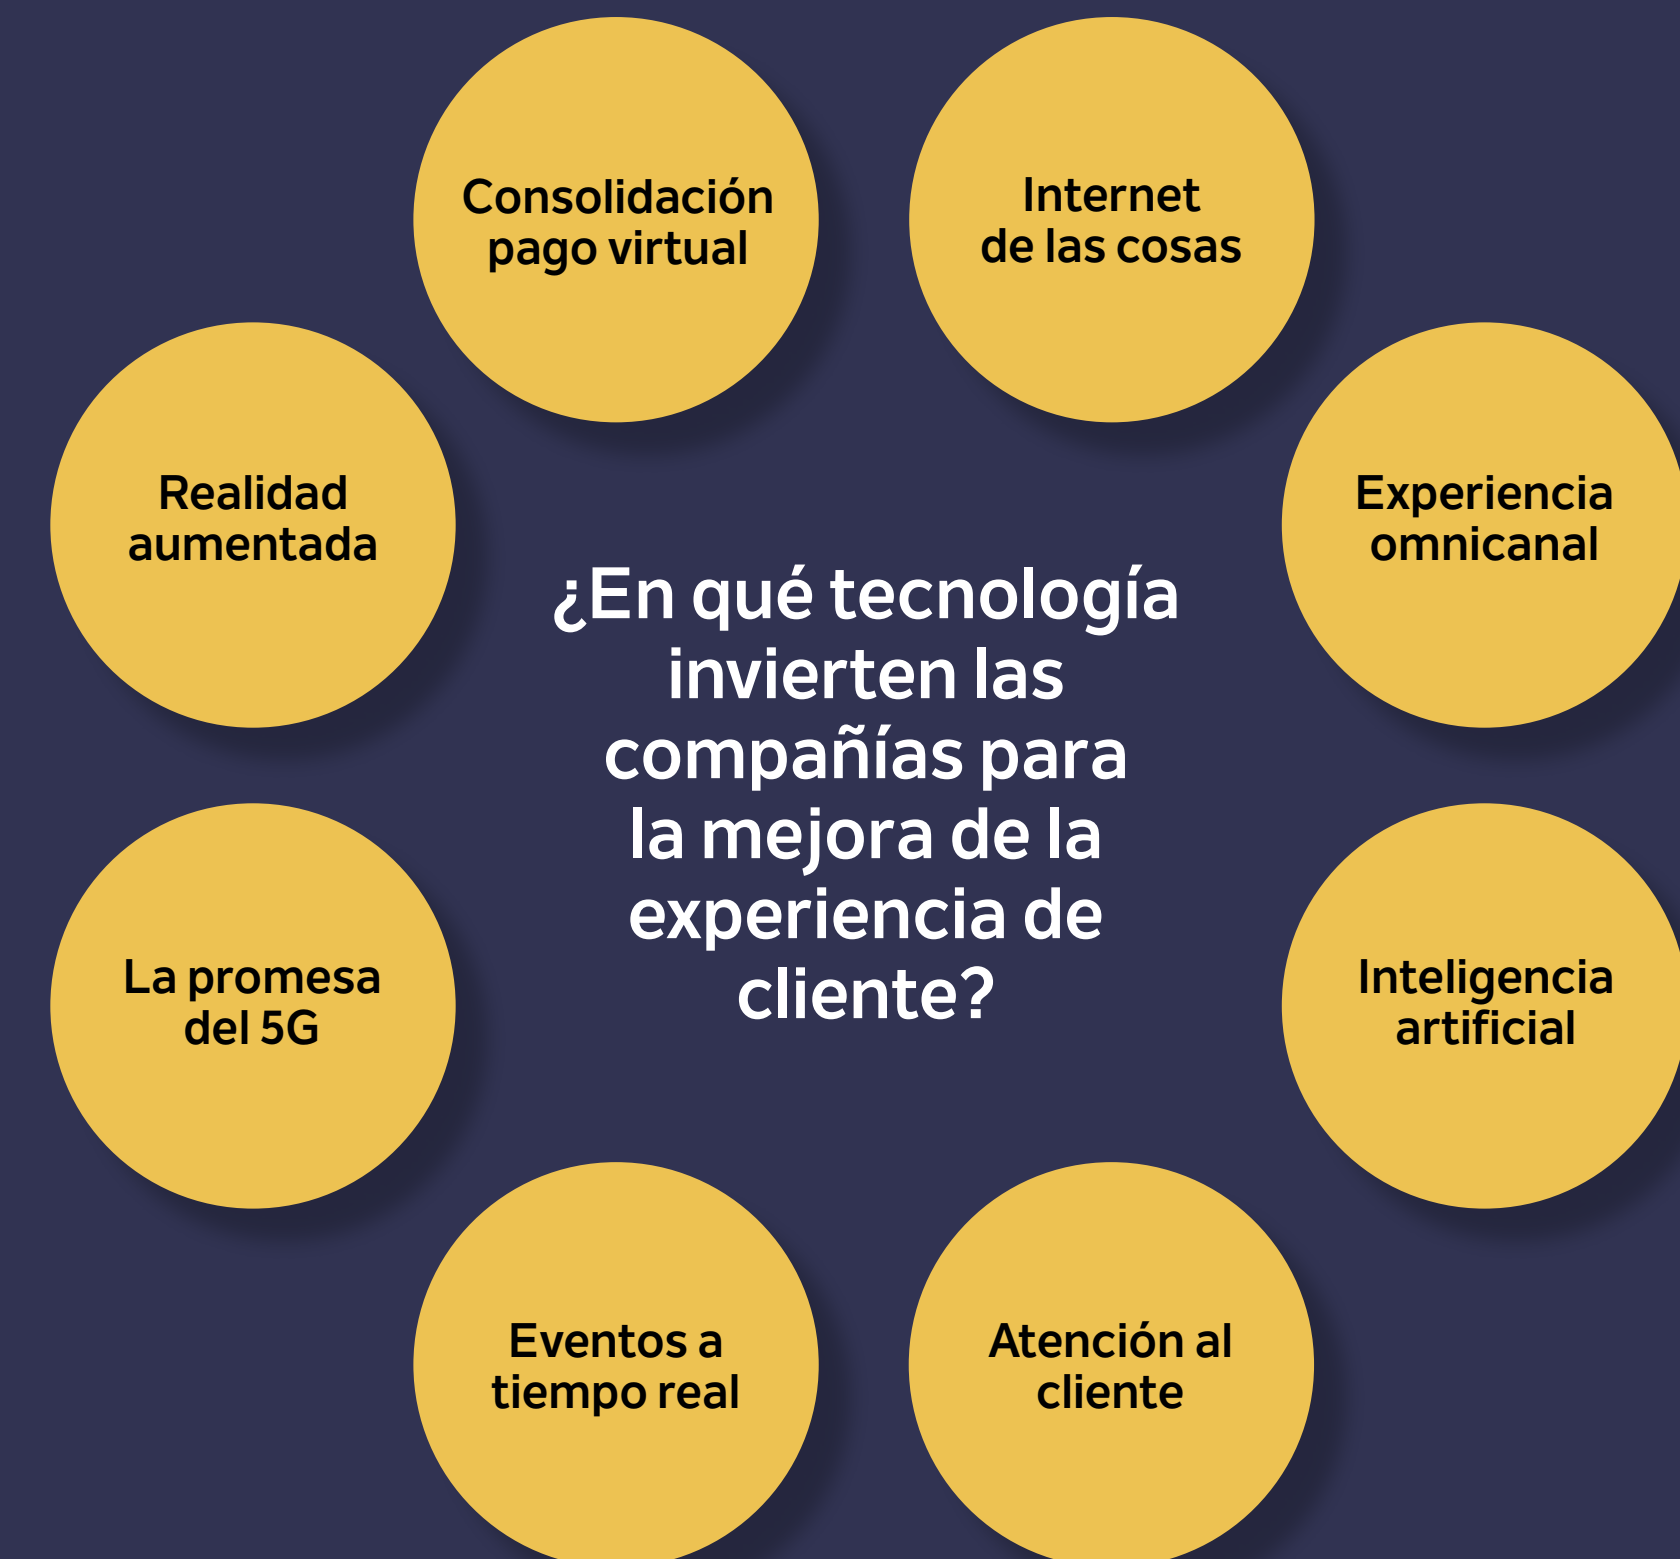 Consolidación
pago virtual
Internet
de las cosas
Realidad
aumentada
Experiencia
omnicanal
¿En qué tecnología
invierten las
compañías para
la mejora de la
experiencia de
cliente?
La promesa
del 5G
Inteligencia
artificial
Eventos a
tiempo real
Atención al
cliente